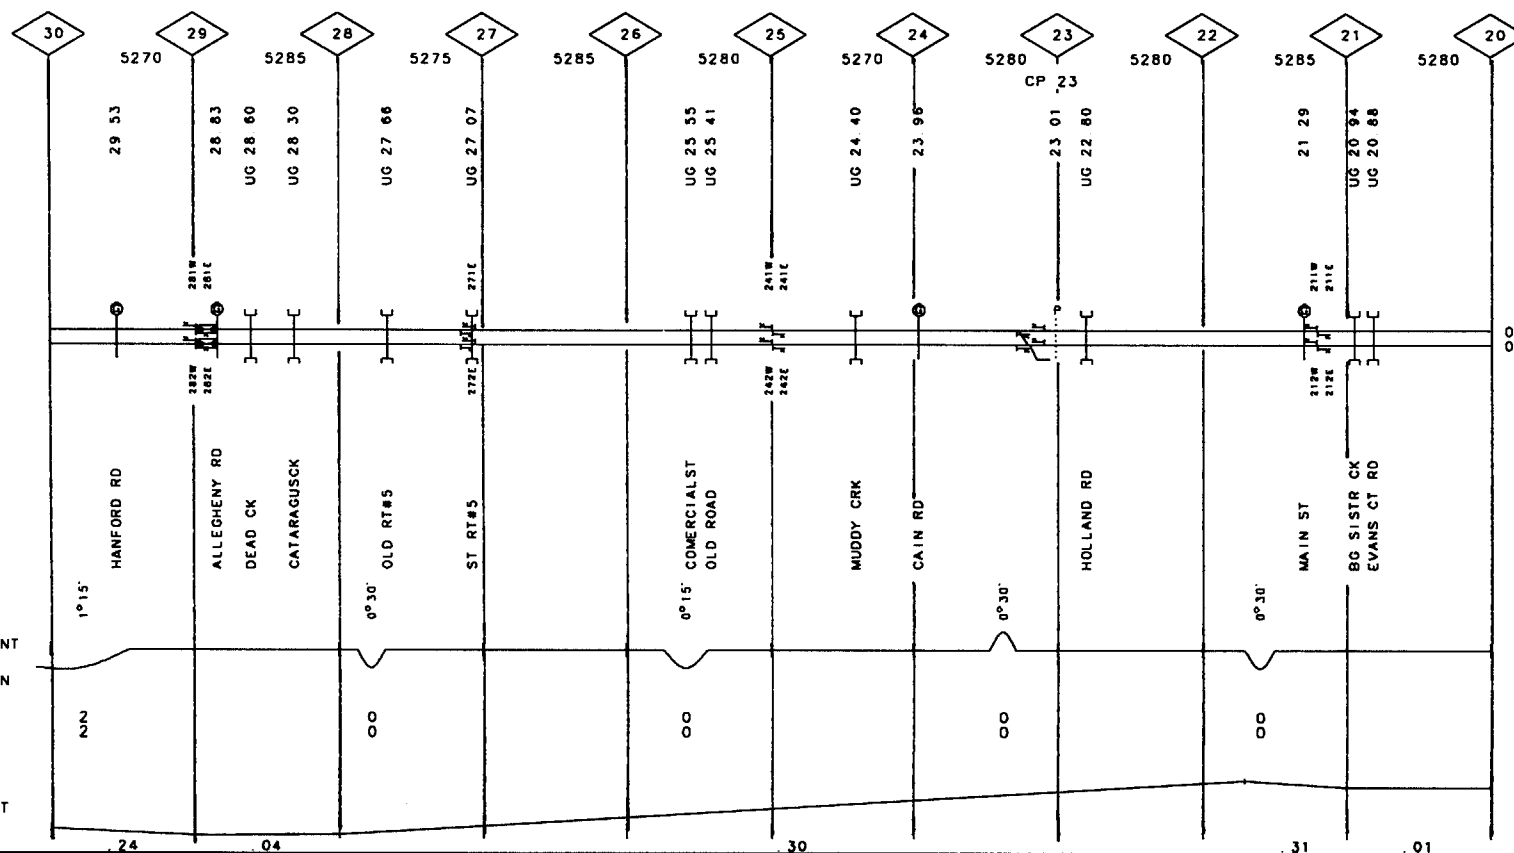 30 29 28 27 26 25 24 23 22 21 20
5270 5285 5275 5285 5280 5270 5280 5280 5285 5280
CP 23
29 53
28 83
UG 28.60
UG 28 30
UG 27 66
UG 27 07
UG 25 55
UG 25 41
UG 24.40
23.96
23 01
UG 22.80
21 29
UG 20 94
UG 20 88
281W
281E
271E
241W
241E
211W
211E
P
0
0
282W
282E
272E
242W
242E
212W
212E
HANFORD RD
ALLEGHENY RD
DEAD CK
CATARAGUSCK
OLD RT#5
ST RT#5
COMERCIALST
OLD ROAD
MUDDY CRK
CAIN RD
HOLLAND RD
MAIN ST
BG SISTR CK
EVANS CT RD
1°15'
0°30'
0°15'
0°30'
0°30'
NT
N
2 0 0 0 0
2 0 0 0 0
T
.24 .04 .30 .31 .01